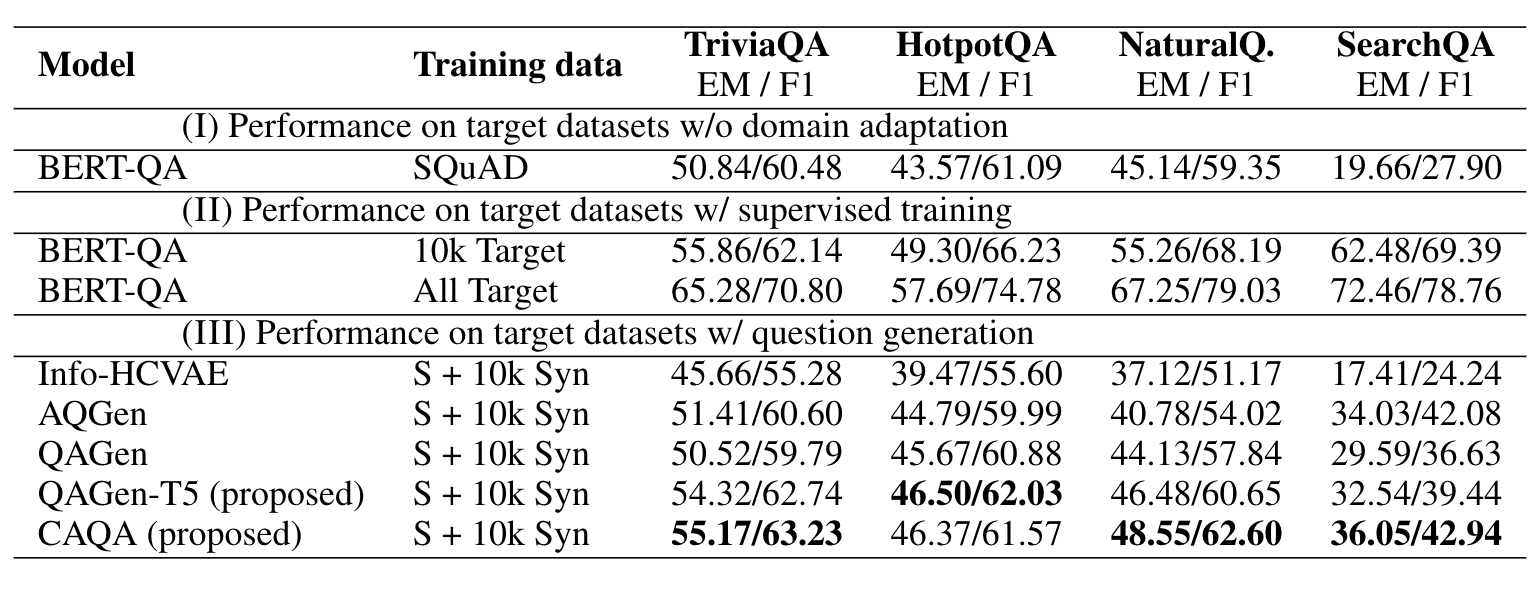 Model Training data TriviaQA HotpotQA NaturalQ. SearchQA
EM / F1 EM / F1 EM / F1 EM / F1
(I) Performance on target datasets w/o domain adaptation
BERT-QA SQuAD 50.84/60.48 43.57/61.09 45.14/59.35 19.66/27.90
(II) Performance on target datasets w/ supervised training
BERT-QA 10k Target 55.86/62.14 49.30/66.23 55.26/68.19 62.48/69.39
BERT-QA All Target 65.28/70.80 57.69/74.78 67.25/79.03 72.46/78.76
(III) Performance on target datasets w/ question generation
Info-HCVAE S + 10k Syn 45.66/55.28 39.47/55.60 37.12/51.17 17.41/24.24
AQGen S + 10k Syn 51.41/60.60 44.79/59.99 40.78/54.02 34.03/42.08
QAGen S + 10k Syn 50.52/59.79 45.67/60.88 44.13/57.84 29.59/36.63
QAGen-T5 (proposed) S + 10k Syn 54.32/62.74 46.50/62.03 46.48/60.65 32.54/39.44
CAQA (proposed) S + 10k Syn 55.17/63.23 46.37/61.57 48.55/62.60 36.05/42.94